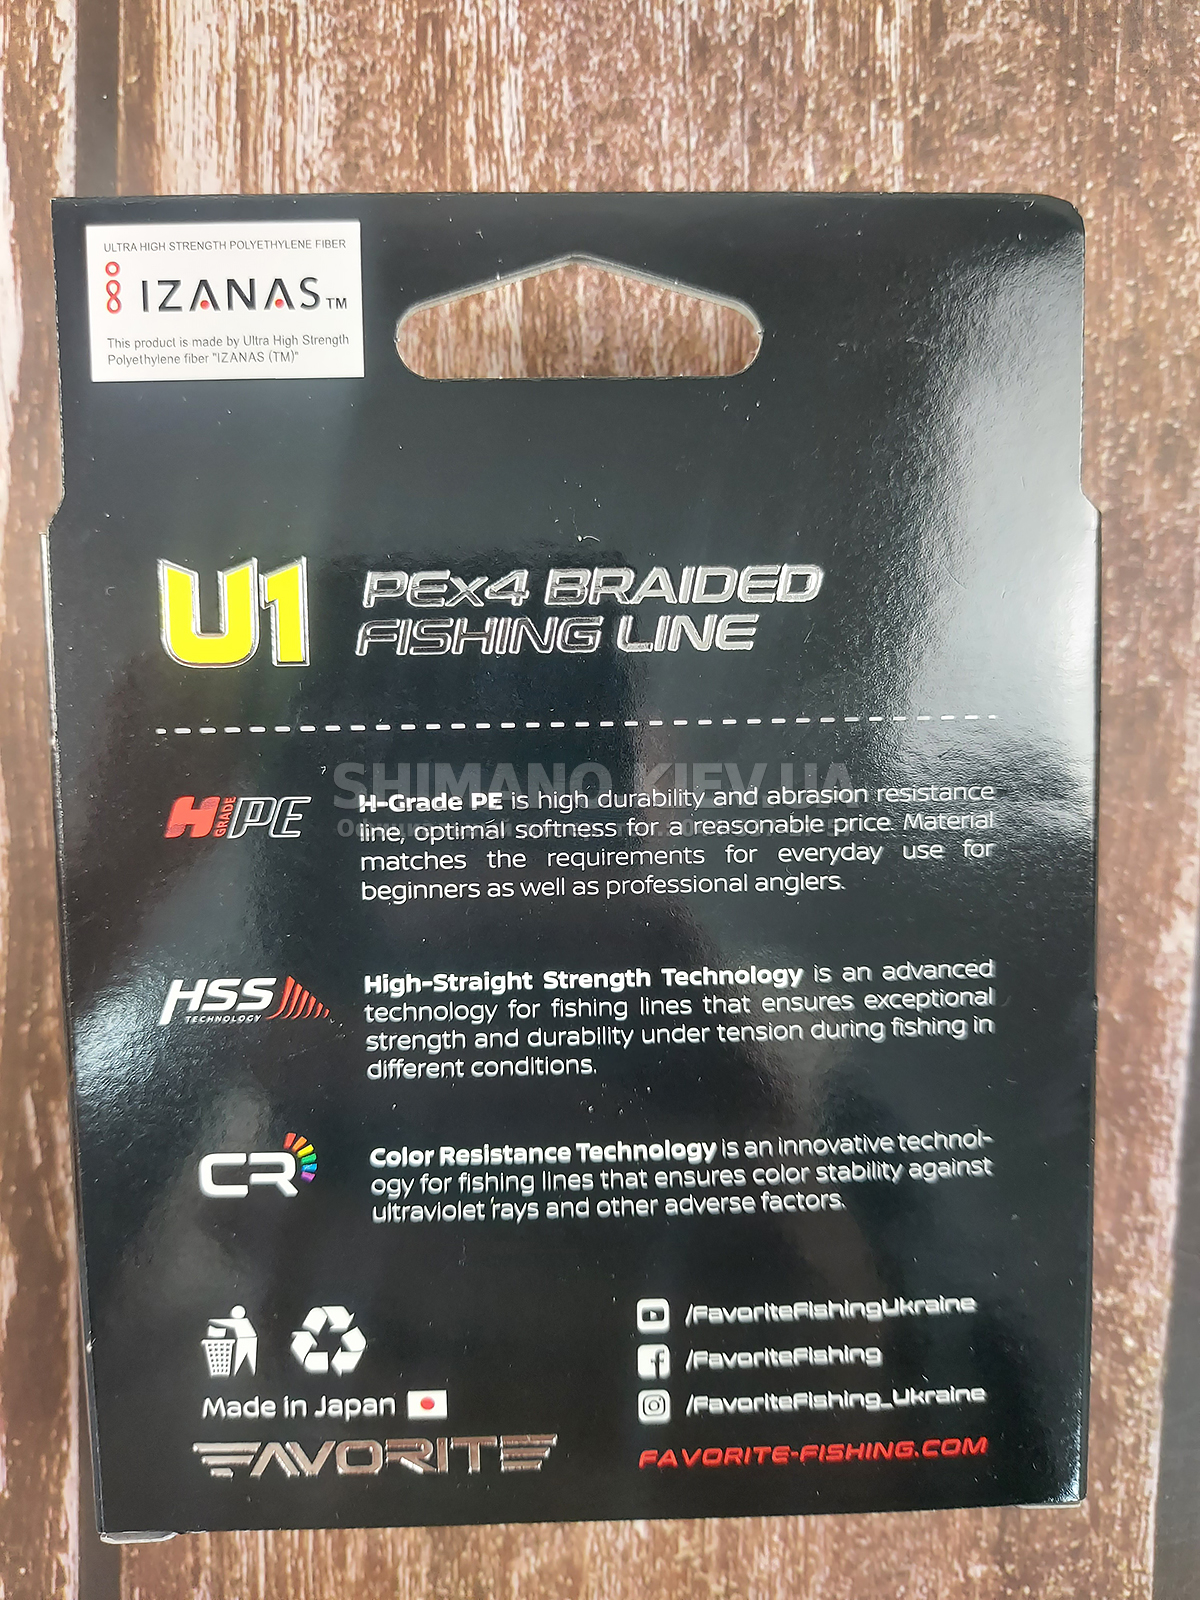 ULTRA HIGH STRENGTH POLYETHYLENE FIBER
IZANAS TM
This product is made by Ultra High Strength
Polyethylene fiber "IZANAS (TM)"
U1
PEx4 BRAIDED
FISHING LINE
SHIMANO.KIEV.UA
H GRADE PE
H-Grade PE is high durability and abrasion resistance
line, optimal softness for a reasonable price. Material
matches the requirements for everyday use for
beginners as well as professional anglers.
HSS
TECHNOLOGY
High-Straight Strength Technology is an advanced
technology for fishing lines that ensures exceptional
strength and durability under tension during fishing in
different conditions.
CR
Color Resistance Technology is an innovative technol-
ogy for fishing lines that ensures color stability against
ultraviolet rays and other adverse factors.
/FavoriteFishingUkraine
/FavoriteFishing
/FavoriteFishing_Ukraine
Made in Japan
FAVORITE
FAVORITE-FISHING.COM